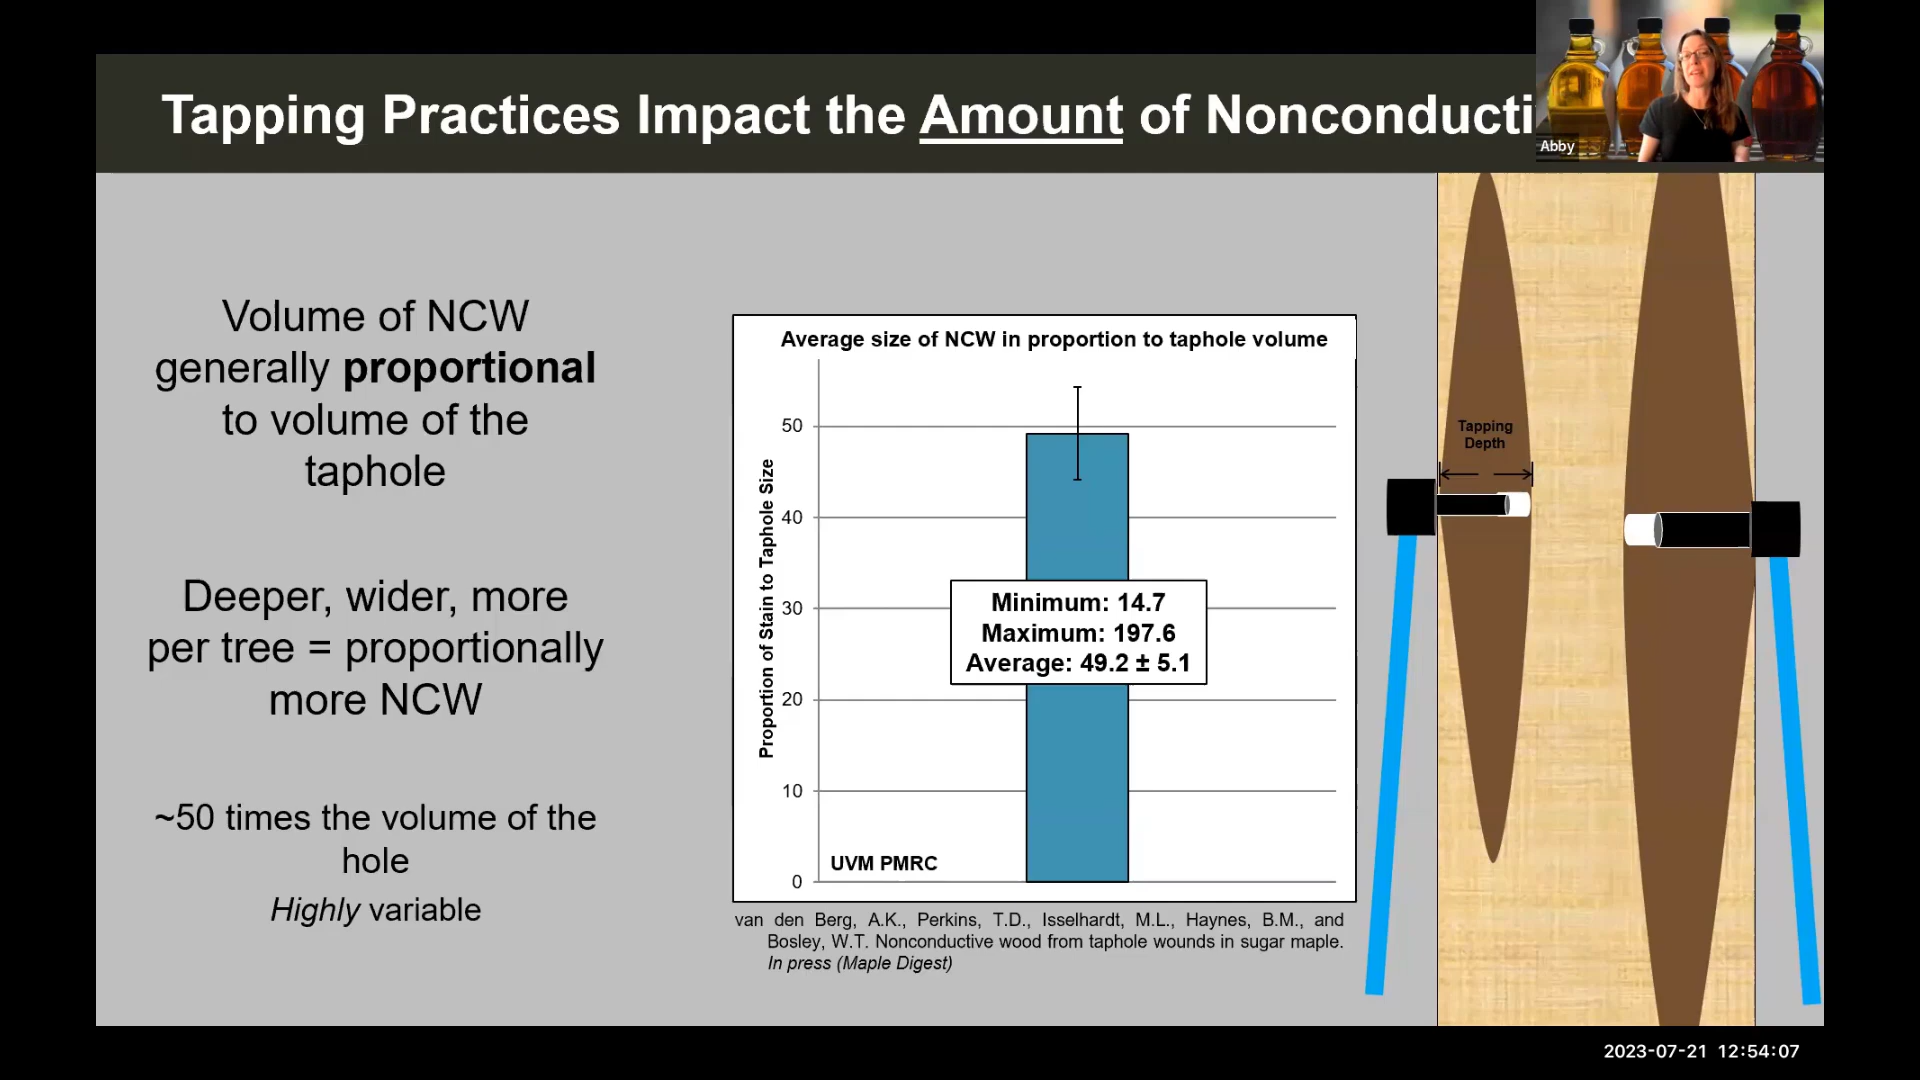 Tapping Practices Impact the Amount of Nonconducti
Abby
Volume of NCW
generally proportional
to volume of the
taphole
Deeper, wider, more
per tree = proportionally
more NCW
~50 times the volume of the
hole
Highly variable
Average size of NCW in proportion to taphole volume
Proportion of Stain to Taphole Size
50
40
30
20
10
0
Minimum: 14.7
Maximum: 197.6
Average: 49.2 ± 5.1
UVM PMRC
van den Berg, A.K., Perkins, T.D., Isselhardt, M.L., Haynes, B.M., and
Bosley, W.T. Nonconductive wood from taphole wounds in sugar maple.
In press (Maple Digest)
Tapping
Depth
2023-07-21 12:54:07